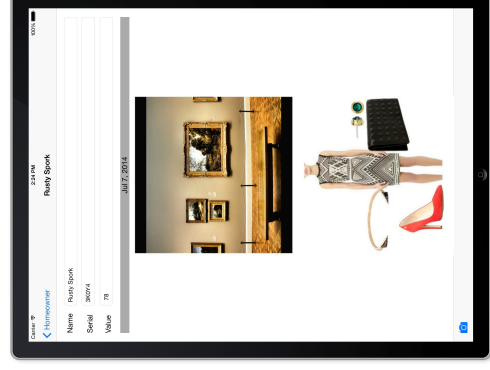 Carrier 2:24 PM 100%
Homeowner Rusty Spork
Name Rusty Spork
Serial 3K0Y4
Value 78
Jul 7, 2014